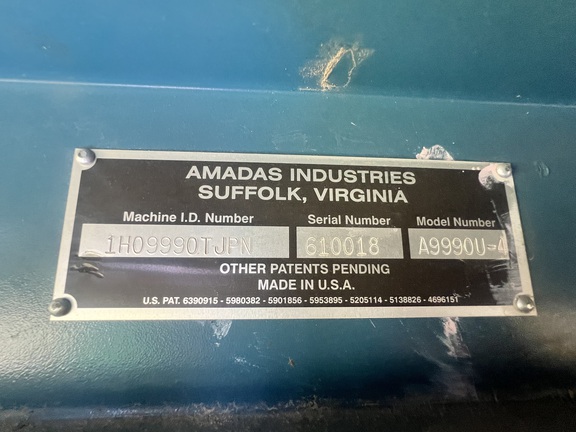 AMADAS INDUSTRIES
SUFFOLK, VIRGINIA
Machine I.D. Number Serial Number Model Number
1H09990TJPN 610018 A9990U-4
OTHER PATENTS PENDING
MADE IN U.S.A.
U.S. PAT. 6390915 - 5980382 - 5901856 - 5953895 - 5205114 - 5138826 - 4696151